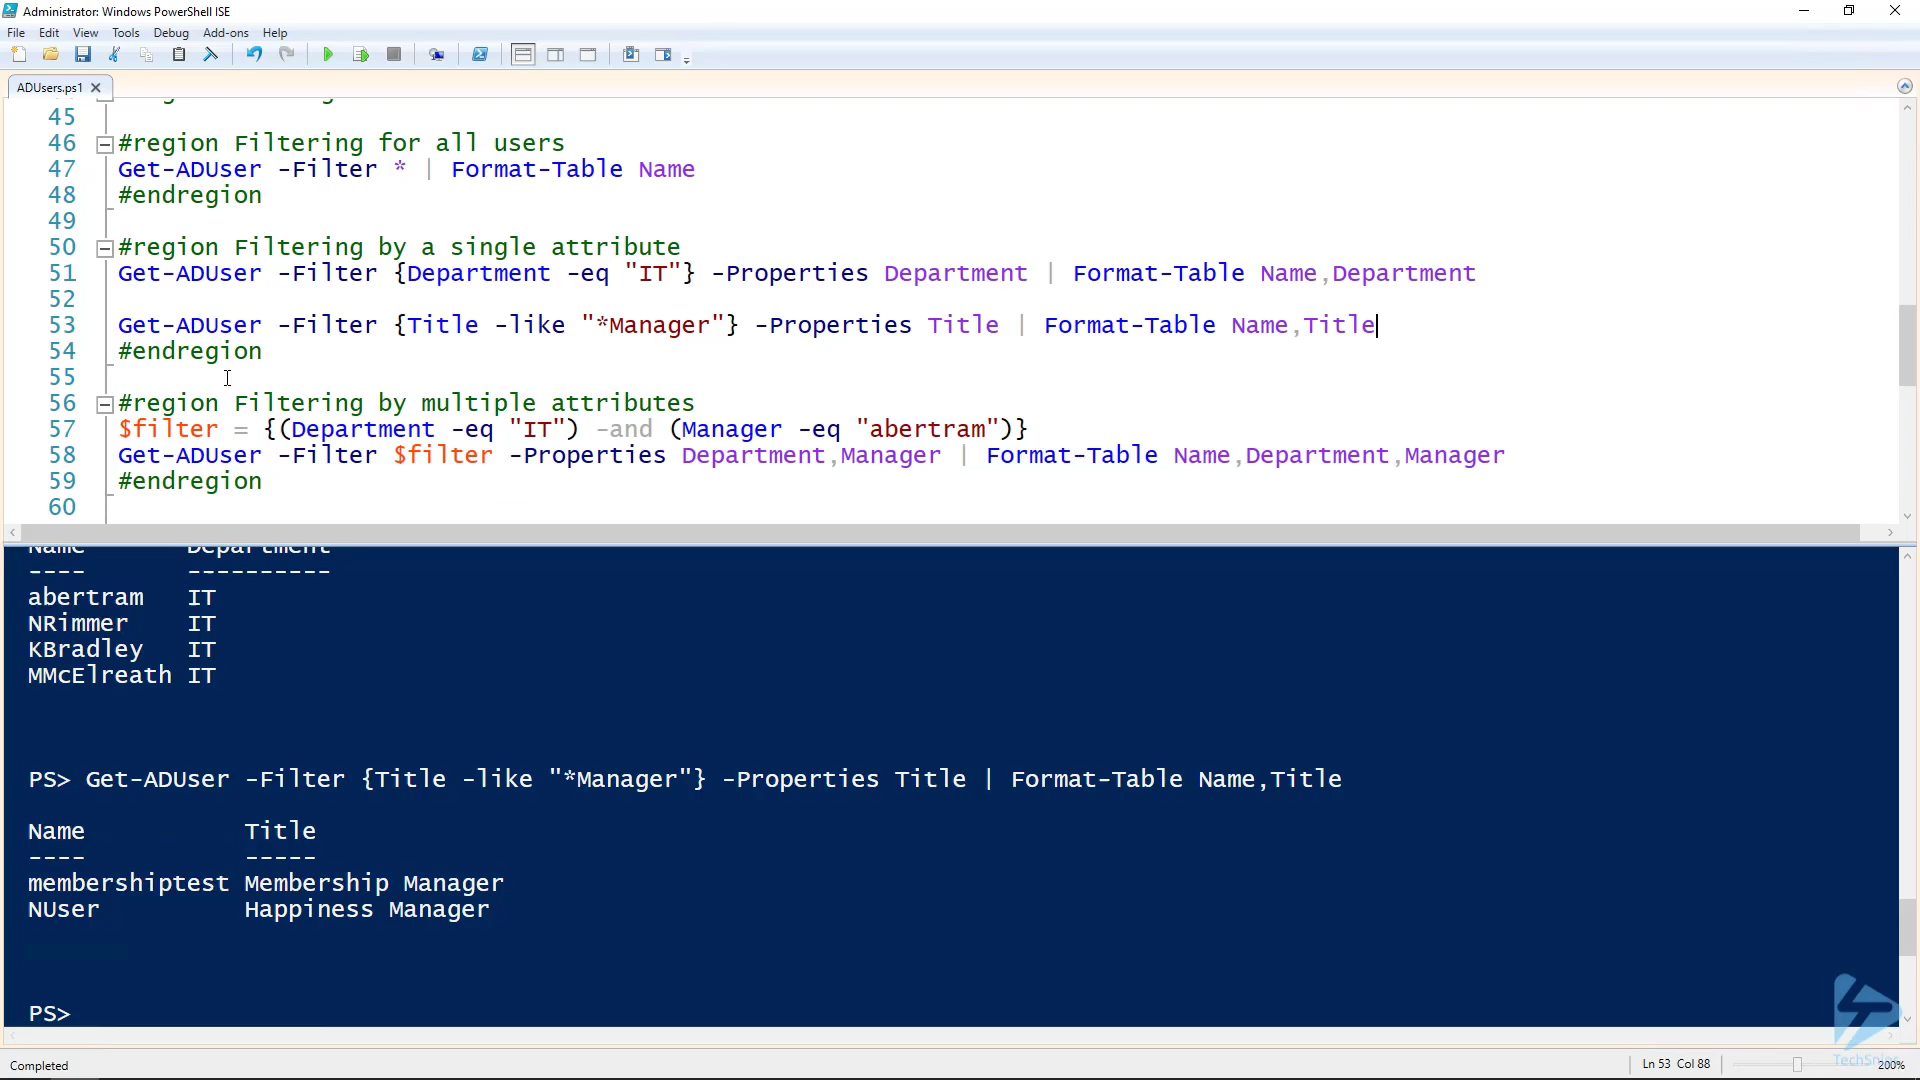 Administrator: Windows PowerShell ISE
File Edit View Tools Debug Add-ons Help
ADUsers.ps1
45
46 #region Filtering for all users
47 Get-ADUser -Filter * | Format-Table Name
48 #endregion
49
50 #region Filtering by a single attribute
51 Get-ADUser -Filter {Department -eq "IT"} -Properties Department | Format-Table Name,Department
52
53 Get-ADUser -Filter {Title -like "*Manager"} -Properties Title | Format-Table Name,Title
54 #endregion
55
56 #region Filtering by multiple attributes
57 $filter = {(Department -eq "IT") -and (Manager -eq "abertram")}
58 Get-ADUser -Filter $filter -Properties Department,Manager | Format-Table Name,Department,Manager
59 #endregion
60
Name Department
---- ----------
abertram IT
NRimmer IT
KBradley IT
MMcElreath IT
PS> Get-ADUser -Filter {Title -like "*Manager"} -Properties Title | Format-Table Name,Title
Name Title
---- -----
membershiptest Membership Manager
NUser Happiness Manager
PS>
TechSnips
Completed Ln 53 Col 88 200%